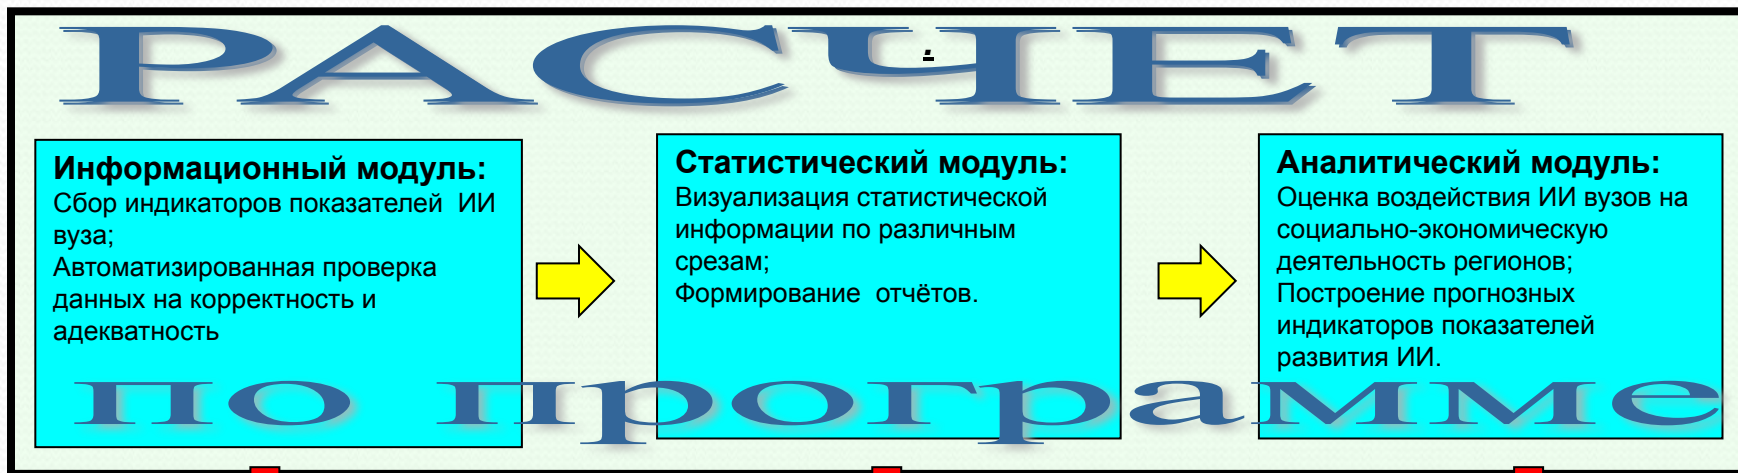 РАСЧЕТ
.
Информационный модуль:
Сбор индикаторов показателей ИИ
вуза;
Автоматизированная проверка
данных на корректность и
адекватность
Статистический модуль:
Визуализация статистической
информации по различным
срезам;
Формирование отчётов.
Аналитический модуль:
Оценка воздействия ИИ вузов на
социально-экономическую
деятельность регионов;
Построение прогнозных
индикаторов показателей
развития ИИ.
по программе